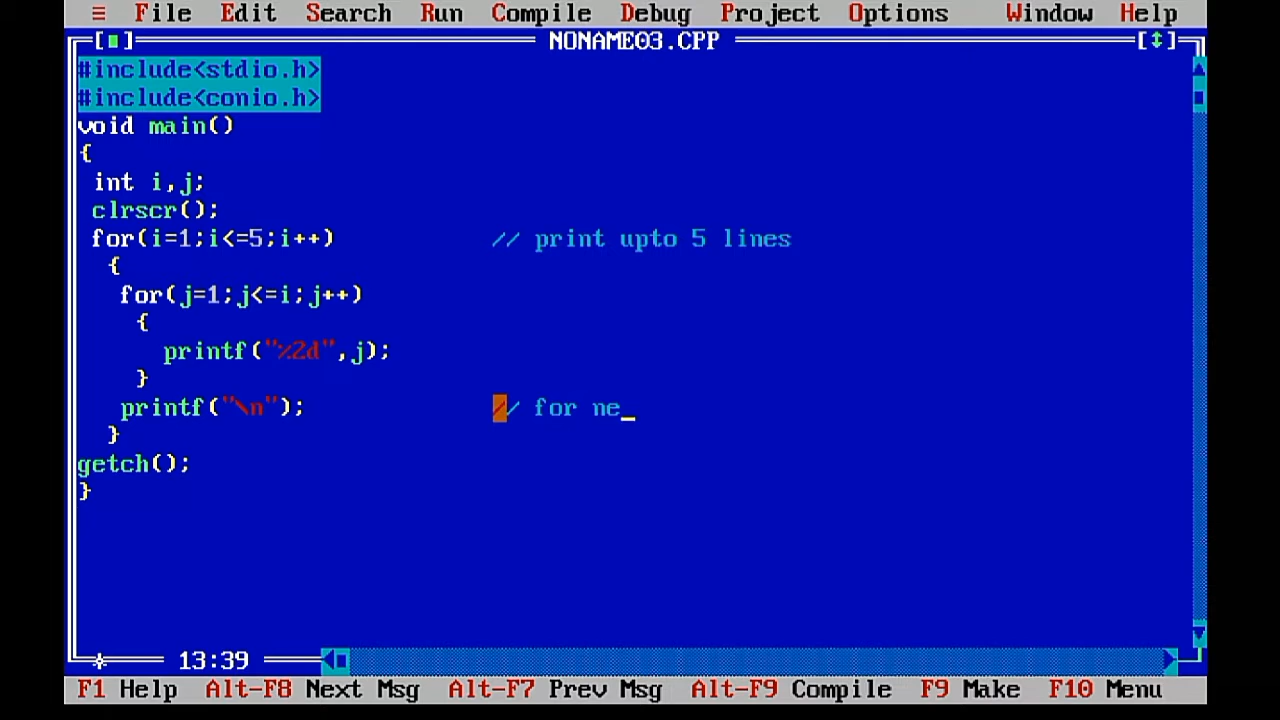 ≡ File Edit Search Run Compile Debug Project Options Window Help
[■] NONAME03.CPP [↕]
#include<stdio.h>
#include<conio.h>
void main()
{
int i,j;
clrscr();
for(i=1;i<=5;i++) // print upto 5 lines
{
for(j=1;j<=i;j++)
{
printf("%2d",j);
}
printf("\n"); // for ne_
}
getch();
}
13:39
F1 Help Alt-F8 Next Msg Alt-F7 Prev Msg Alt-F9 Compile F9 Make F10 Menu